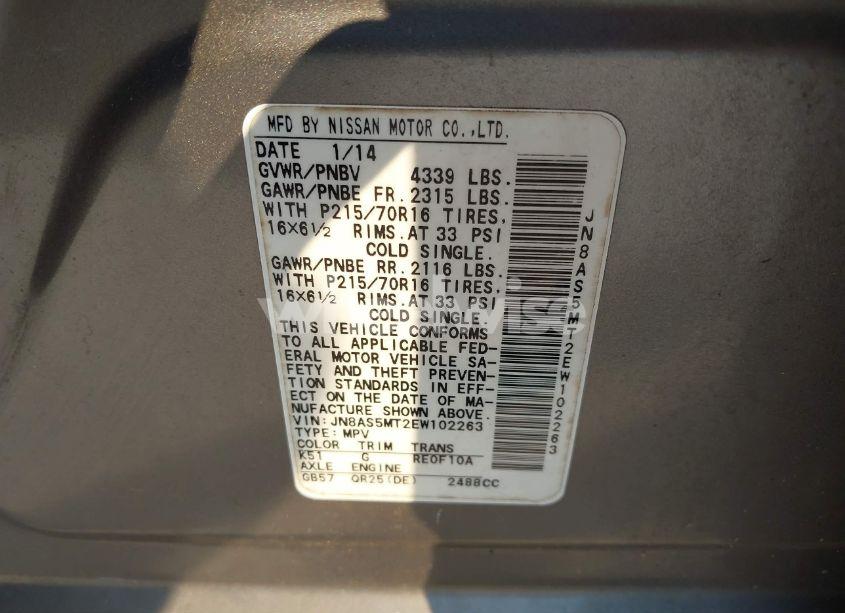 MFD BY NISSAN MOTOR CO.,LTD.
DATE 1/14
GVWR/PNBV 4339 LBS.
GAWR/PNBE FR. 2315 LBS.
WITH P215/70R16 TIRES,
16X6½ RIMS.AT 33 PSI
COLD SINGLE.
GAWR/PNBE RR. 2116 LBS.
WITH P215/70R16 TIRES,
16X6½ RIMS.AT 33 PSI
COLD SINGLE.
THIS VEHICLE CONFORMS
TO ALL APPLICABLE FED-
ERAL MOTOR VEHICLE SA-
FETY AND THEFT PREVEN-
TION STANDARDS IN EFF-
ECT ON THE DATE OF MA-
NUFACTURE SHOWN ABOVE.
VIN:JN8AS5MT2EW102263
TYPE:MPV
COLOR TRIM TRANS
K51 G RE0F10A
AXLE ENGINE
GB57 QR25(DE) 2488CC
JN8AS5MT2EW102263